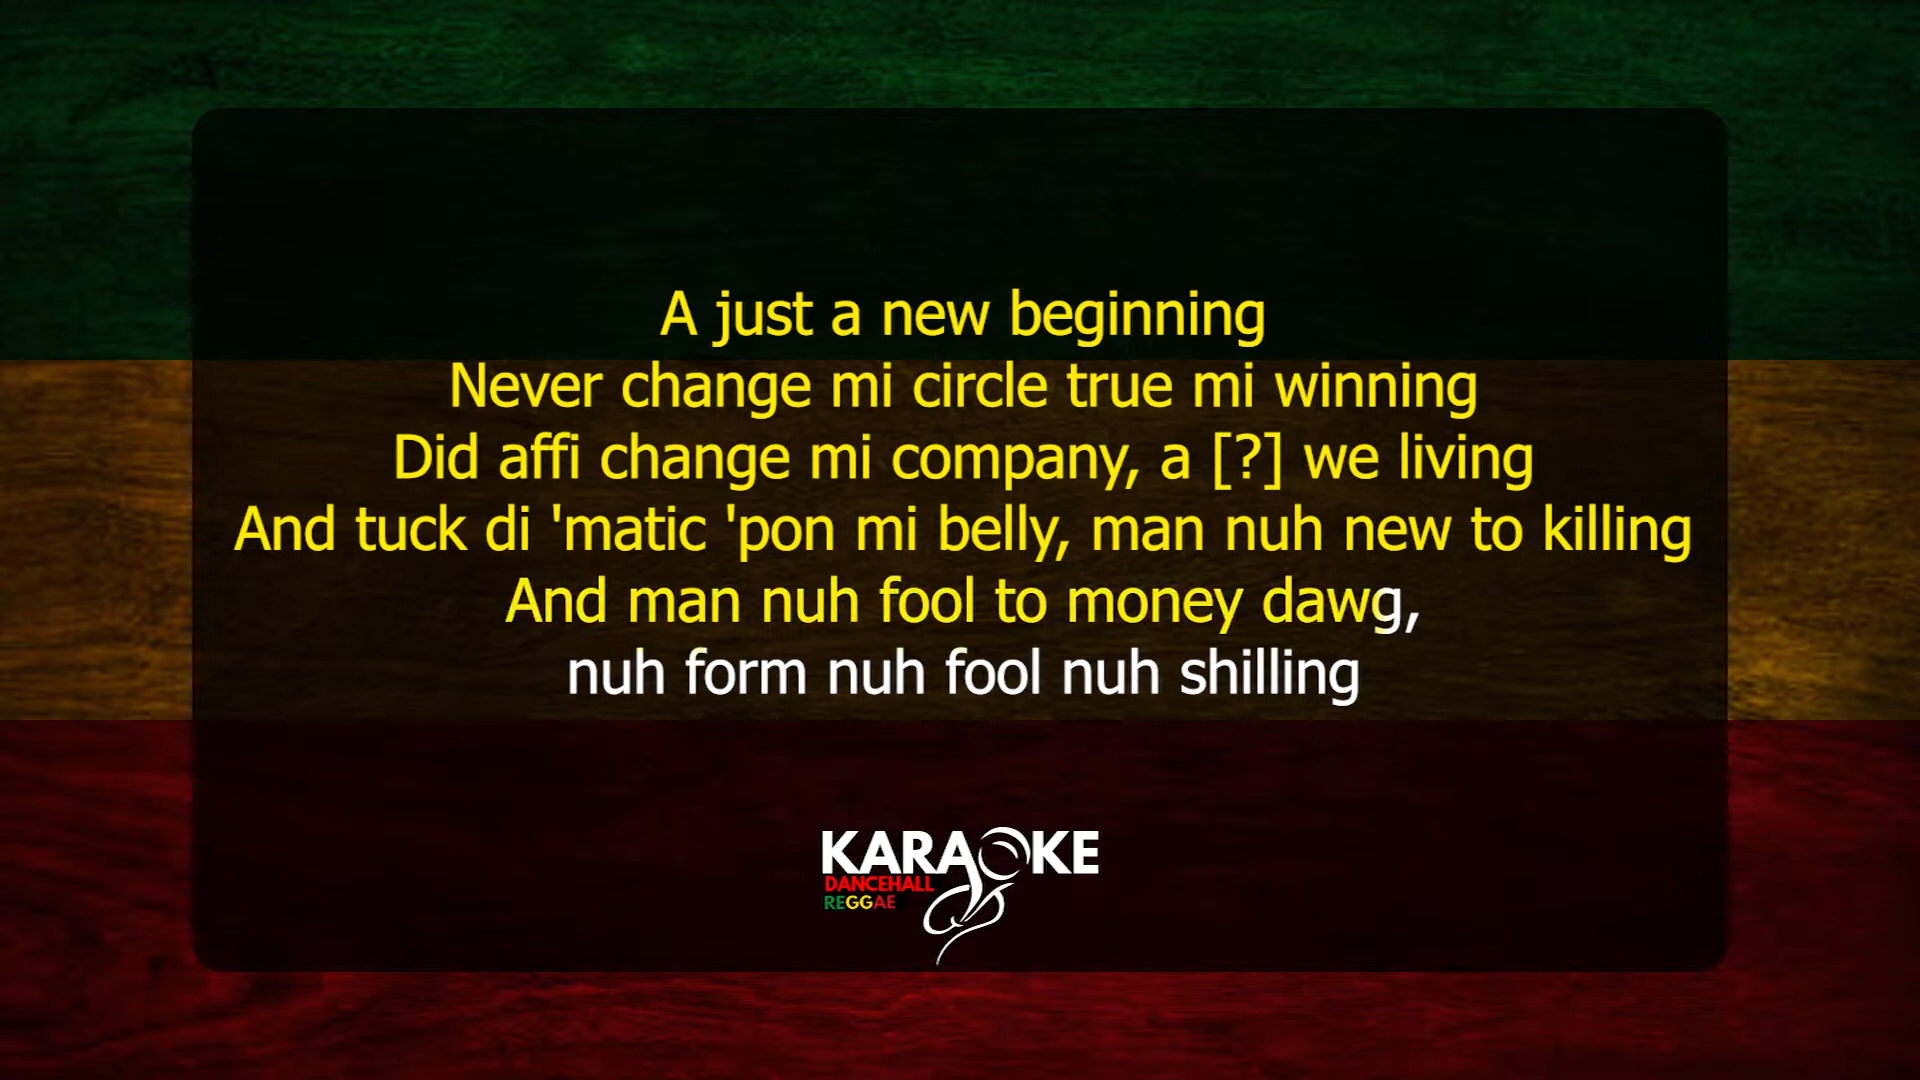 A just a new beginning
Never change mi circle true mi winning
Did affi change mi company, a [?] we living
And tuck di 'matic 'pon mi belly, man nuh new to killing
And man nuh fool to money dawg,
nuh form nuh fool nuh shilling
KARAOKE
DANCEHALL
REGGAE